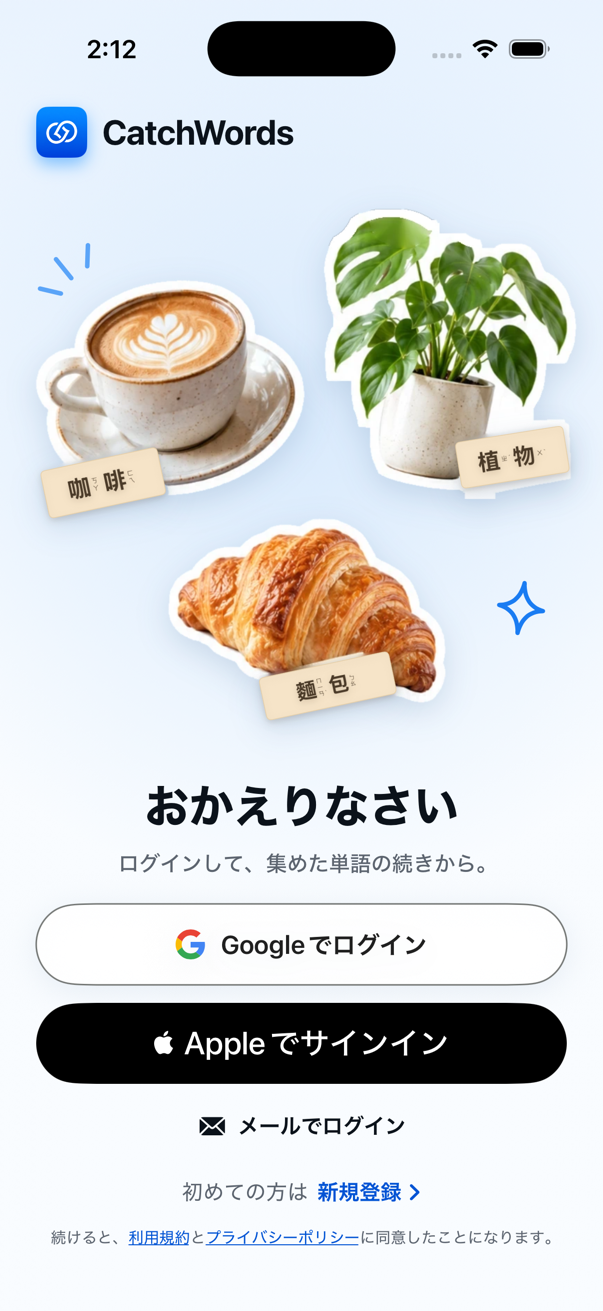 2:12
CatchWords
咖啡
植物
麵包
おかえりなさい
ログインして、集めた単語の続きから。
Googleでログイン
Appleでサインイン
メールでログイン
初めての方は 新規登録
続けると、利用規約とプライバシーポリシーに同意したことになります。